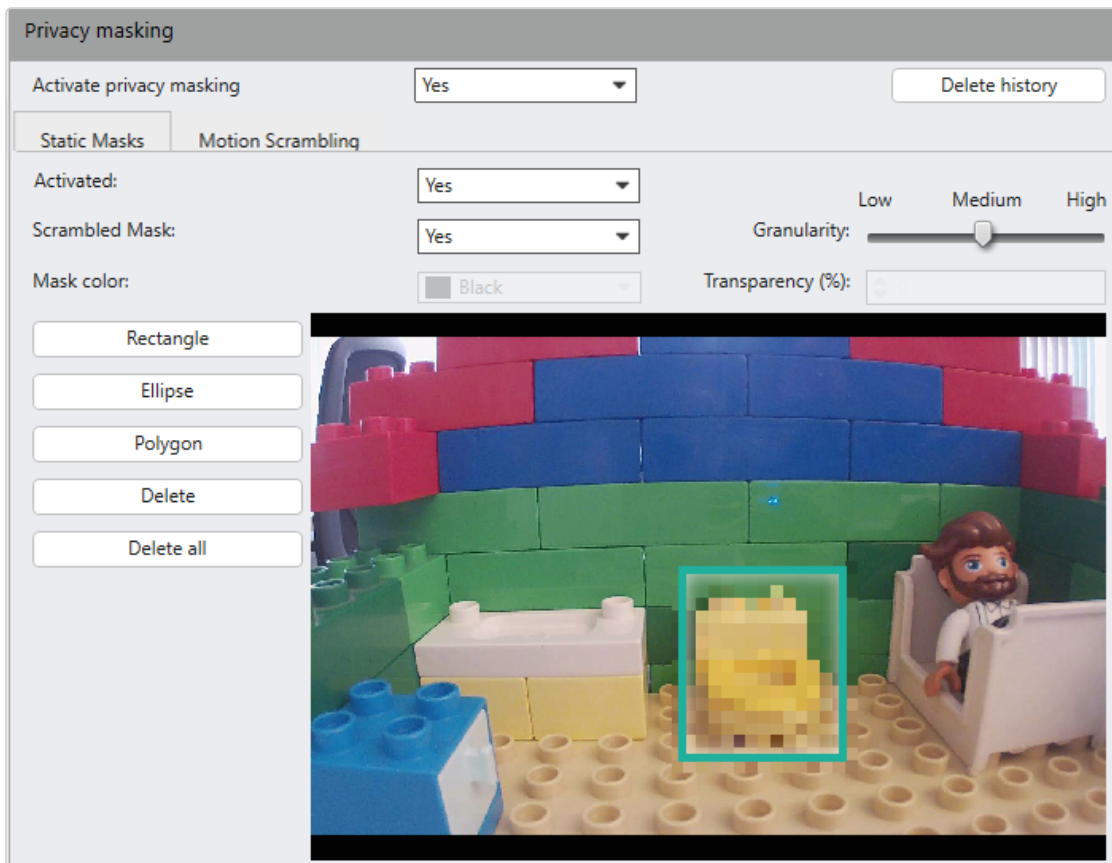 Privacy masking
Activate privacy masking Yes Delete history
Static Masks Motion Scrambling
Activated: Yes
Low Medium High
Scrambled Mask: Yes Granularity:
Mask color: Black Transparency (%): 0
Rectangle
Ellipse
Polygon
Delete
Delete all